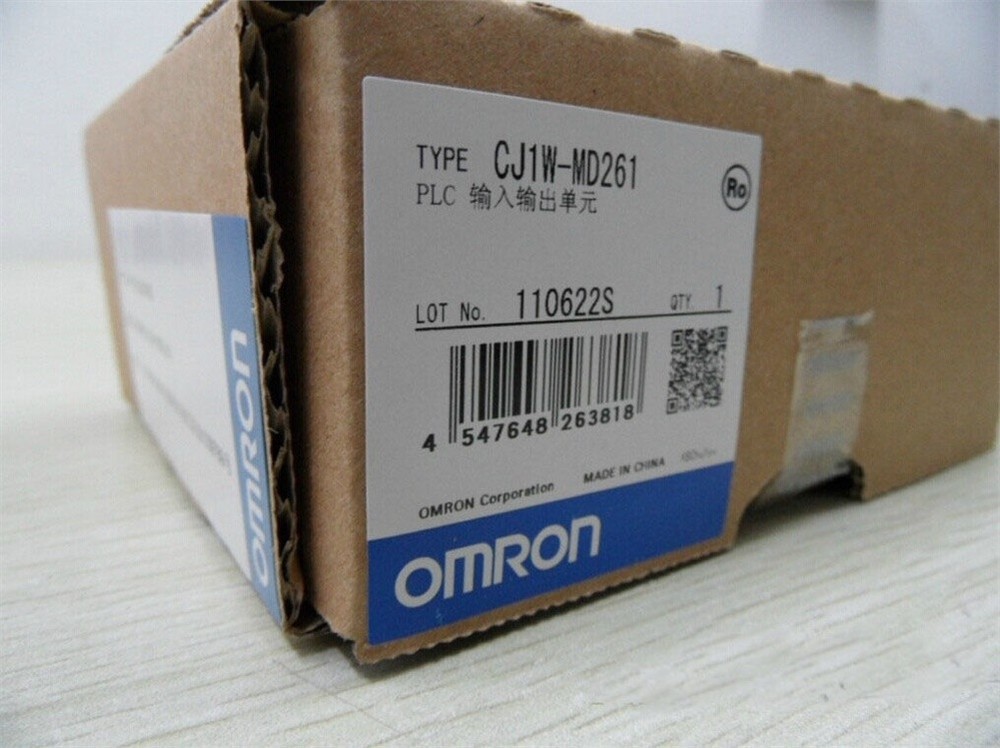 TYPE CJ1W-MD261
PLC 输入输出单元
Ro
LOT No. 110622S QTY. 1
4 547648 263818
OMRON Corporation MADE IN CHINA
OMRON
OMRON